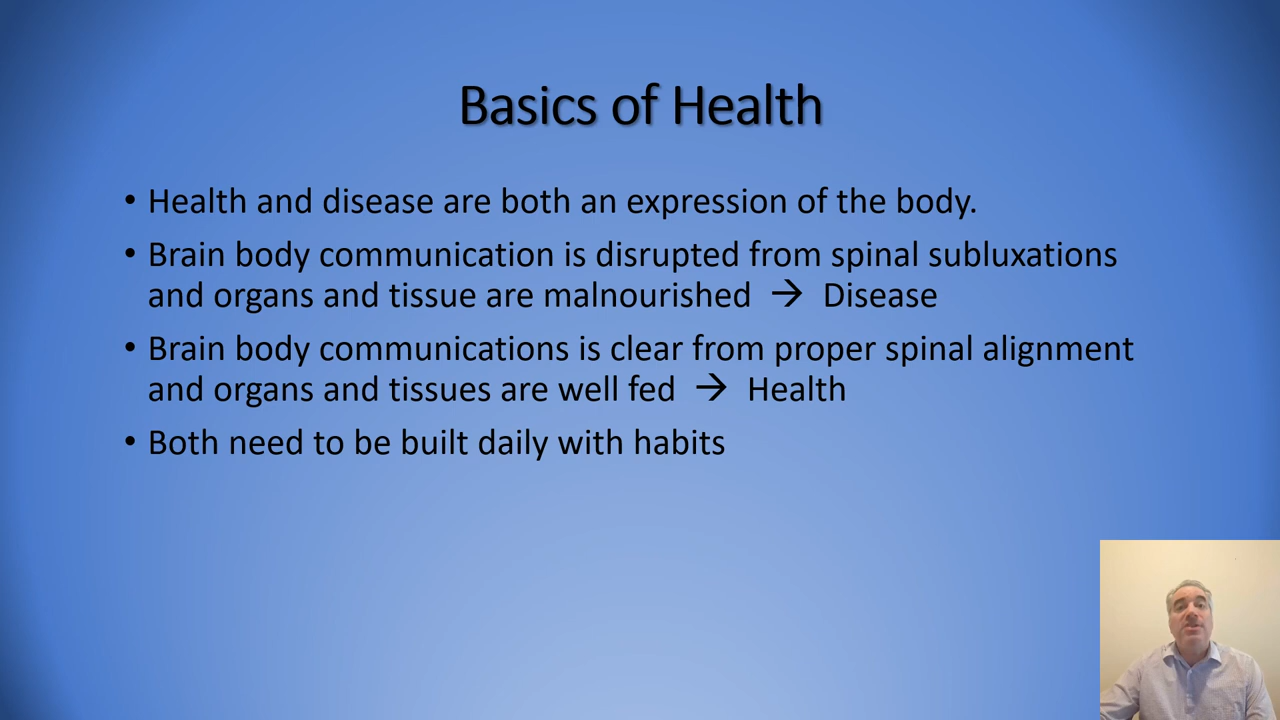 Basics of Health
• Health and disease are both an expression of the body.
• Brain body communication is disrupted from spinal subluxations
and organs and tissue are malnourished → Disease
• Brain body communications is clear from proper spinal alignment
and organs and tissues are well fed → Health
• Both need to be built daily with habits